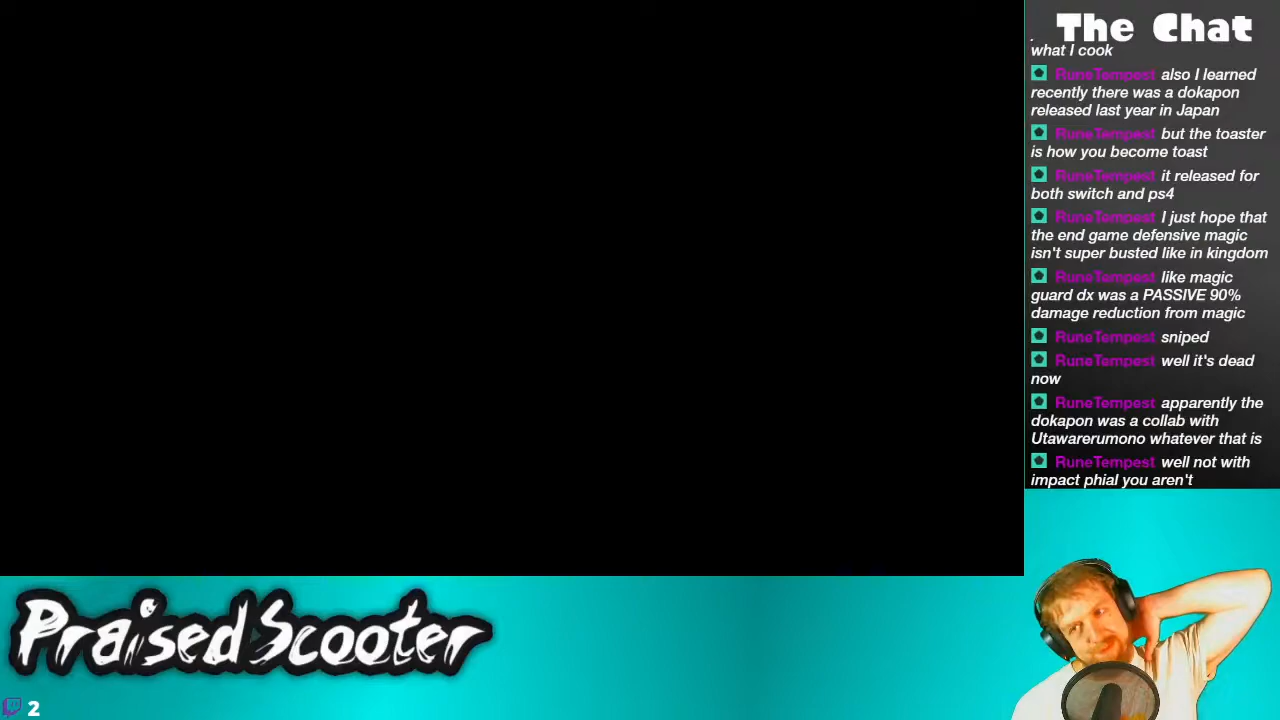 The Chat
what I cook
RuneTempest also I learned
recently there was a dokapon
released last year in Japan
RuneTempest but the toaster
is how you become toast
RuneTempest it released for
both switch and ps4
RuneTempest I just hope that
the end game defensive magic
isn't super busted like in kingdom
RuneTempest like magic
guard dx was a PASSIVE 90%
damage reduction from magic
RuneTempest sniped
RuneTempest well it's dead
now
RuneTempest apparently the
dokapon was a collab with
Utawarerumono whatever that is
RuneTempest well not with
impact phial you aren't
PraisedScooter
2